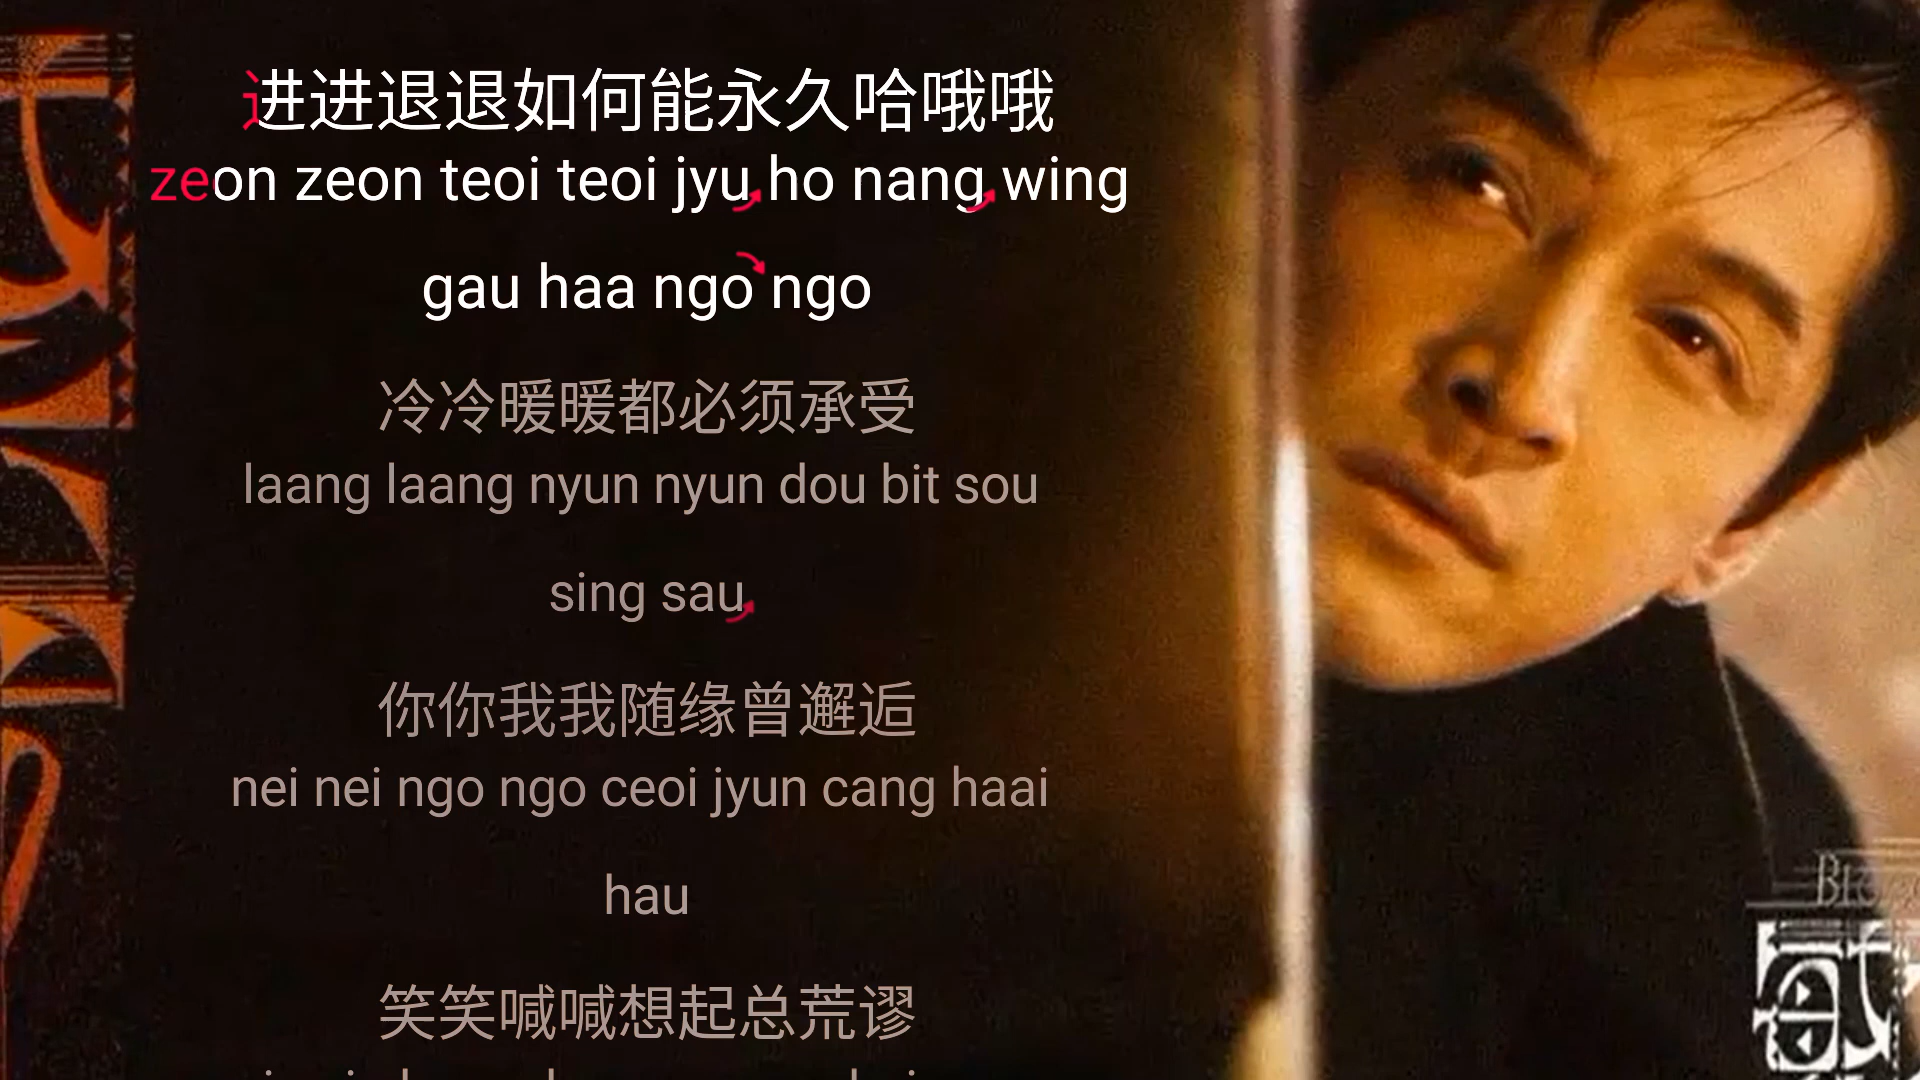 进进退退如何能永久哈哦哦
zeon zeon teoi teoi jyu ho nang wing
gau haa ngo ngo
冷冷暖暖都必须承受
laang laang nyun nyun dou bit sou
sing sau
你你我我随缘曾邂逅
nei nei ngo ngo ceoi jyun cang haai
hau
笑笑喊喊想起总荒谬